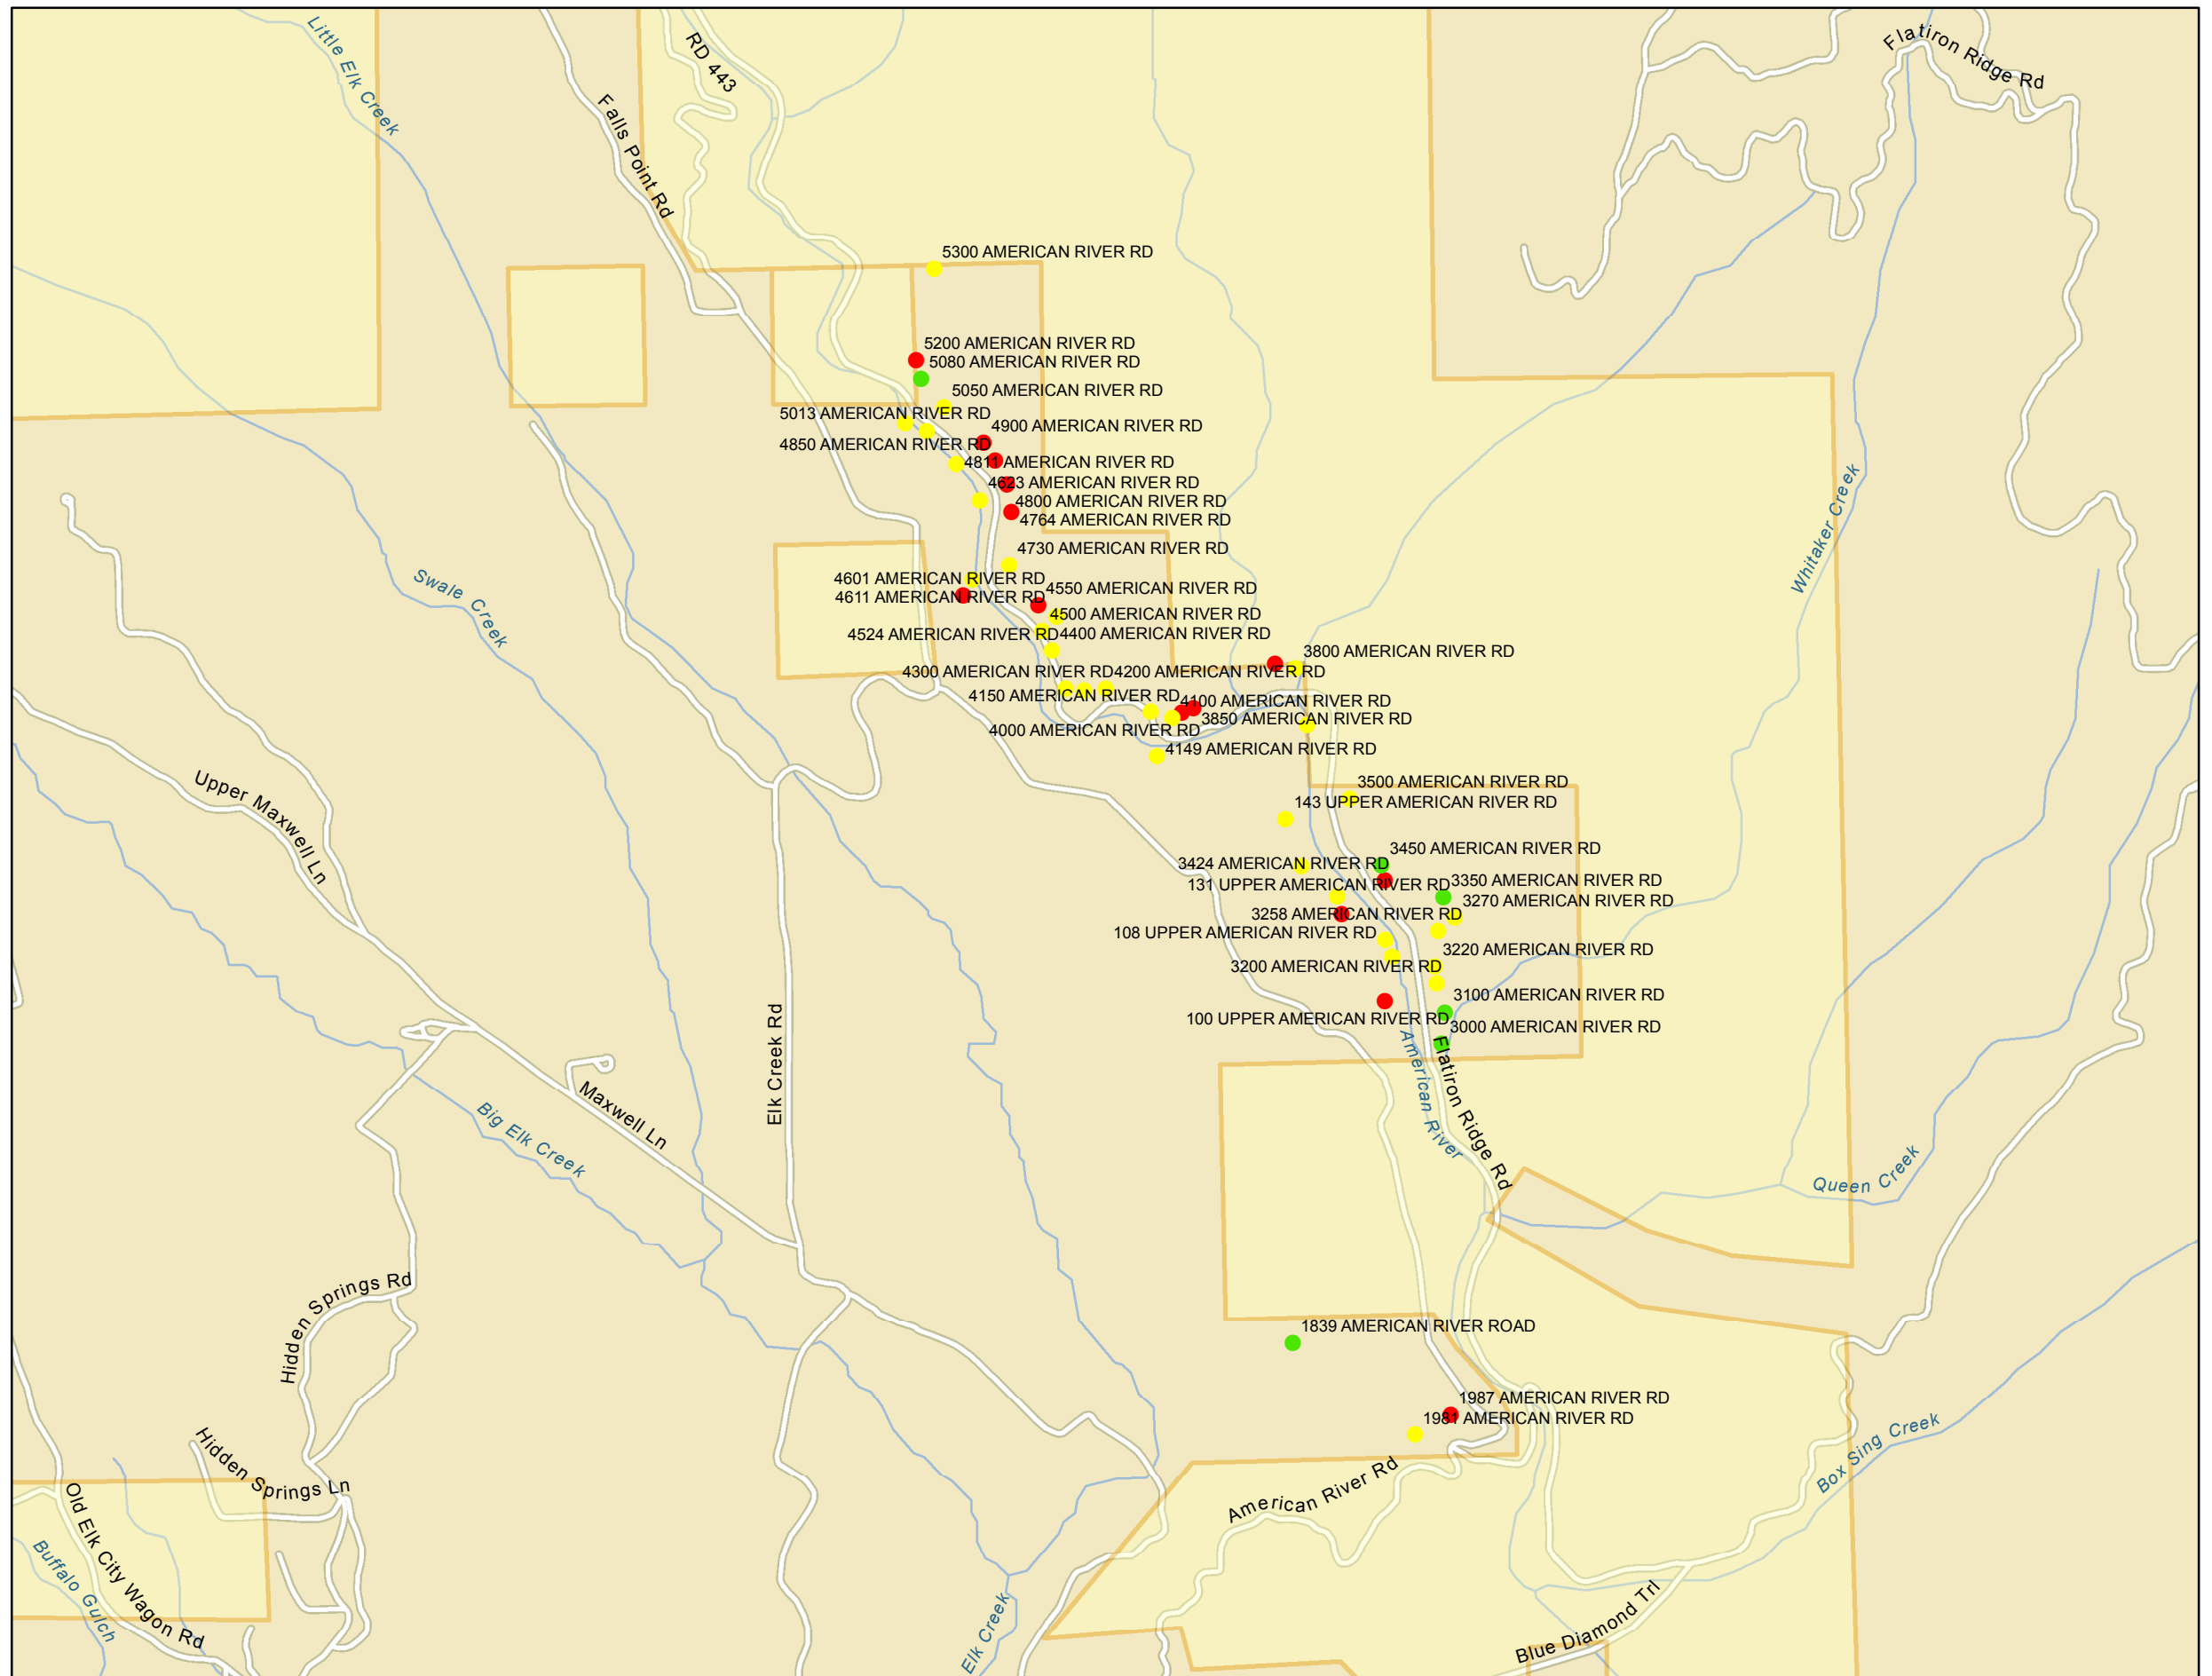 Little Elk Creek
RD 443
Flatiron Ridge Rd
Falls Point Rd
5300 AMERICAN RIVER RD
5200 AMERICAN RIVER RD
5080 AMERICAN RIVER RD
5050 AMERICAN RIVER RD
5013 AMERICAN RIVER RD
4900 AMERICAN RIVER RD
4850 AMERICAN RIVER RD
4811 AMERICAN RIVER RD
4623 AMERICAN RIVER RD
4800 AMERICAN RIVER RD
4764 AMERICAN RIVER RD
Whitaker Creek
4730 AMERICAN RIVER RD
Swale Creek
4601 AMERICAN RIVER RD
4550 AMERICAN RIVER RD
4611 AMERICAN RIVER RD
4500 AMERICAN RIVER RD
4524 AMERICAN RIVER RD
4400 AMERICAN RIVER RD
3800 AMERICAN RIVER RD
4300 AMERICAN RIVER RD
4200 AMERICAN RIVER RD
4150 AMERICAN RIVER RD
4100 AMERICAN RIVER RD
3850 AMERICAN RIVER RD
4000 AMERICAN RIVER RD
4149 AMERICAN RIVER RD
3500 AMERICAN RIVER RD
143 UPPER AMERICAN RIVER RD
Upper Maxwell Ln
3450 AMERICAN RIVER RD
3424 AMERICAN RIVER RD
3350 AMERICAN RIVER RD
131 UPPER AMERICAN RIVER RD
3270 AMERICAN RIVER RD
3258 AMERICAN RIVER RD
108 UPPER AMERICAN RIVER RD
3220 AMERICAN RIVER RD
3200 AMERICAN RIVER RD
3100 AMERICAN RIVER RD
100 UPPER AMERICAN RIVER RD
3000 AMERICAN RIVER RD
Elk Creek Rd
American River
Flatiron Ridge Rd
Maxwell Ln
Big Elk Creek
Queen Creek
Hidden Springs Rd
1839 AMERICAN RIVER ROAD
1987 AMERICAN RIVER RD
1981 AMERICAN RIVER RD
Hidden Springs Ln
Box Sing Creek
American River Rd
Old Elk City Wagon Rd
Buffalo Gulch
Elk Creek
Blue Diamond Trl